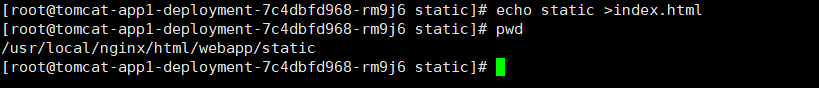 [root@tomcat-app1-deployment-7c4dbfd968-rm9j6 static]# echo static >index.html
[root@tomcat-app1-deployment-7c4dbfd968-rm9j6 static]# pwd
/usr/local/nginx/html/webapp/static
[root@tomcat-app1-deployment-7c4dbfd968-rm9j6 static]#